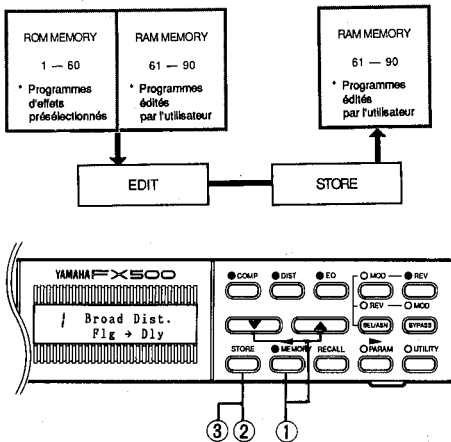 ROM MEMORY
1 — 60
* Programmes
d'effets
présélectionnés
RAM MEMORY
61 — 90
* Programmes
édités
par l'utilisateur
RAM MEMORY
61 — 90
* Programmes
édités
par l'utilisateur
EDIT
STORE
YAMAHA FX500
1 Broad Dist.
Flg → Dly
COMP DIST EQ MOD REV
REV MOD
SEL/ASN BYPASS
STORE MEMORY RECALL PARAM UTILITY
③ ② ①